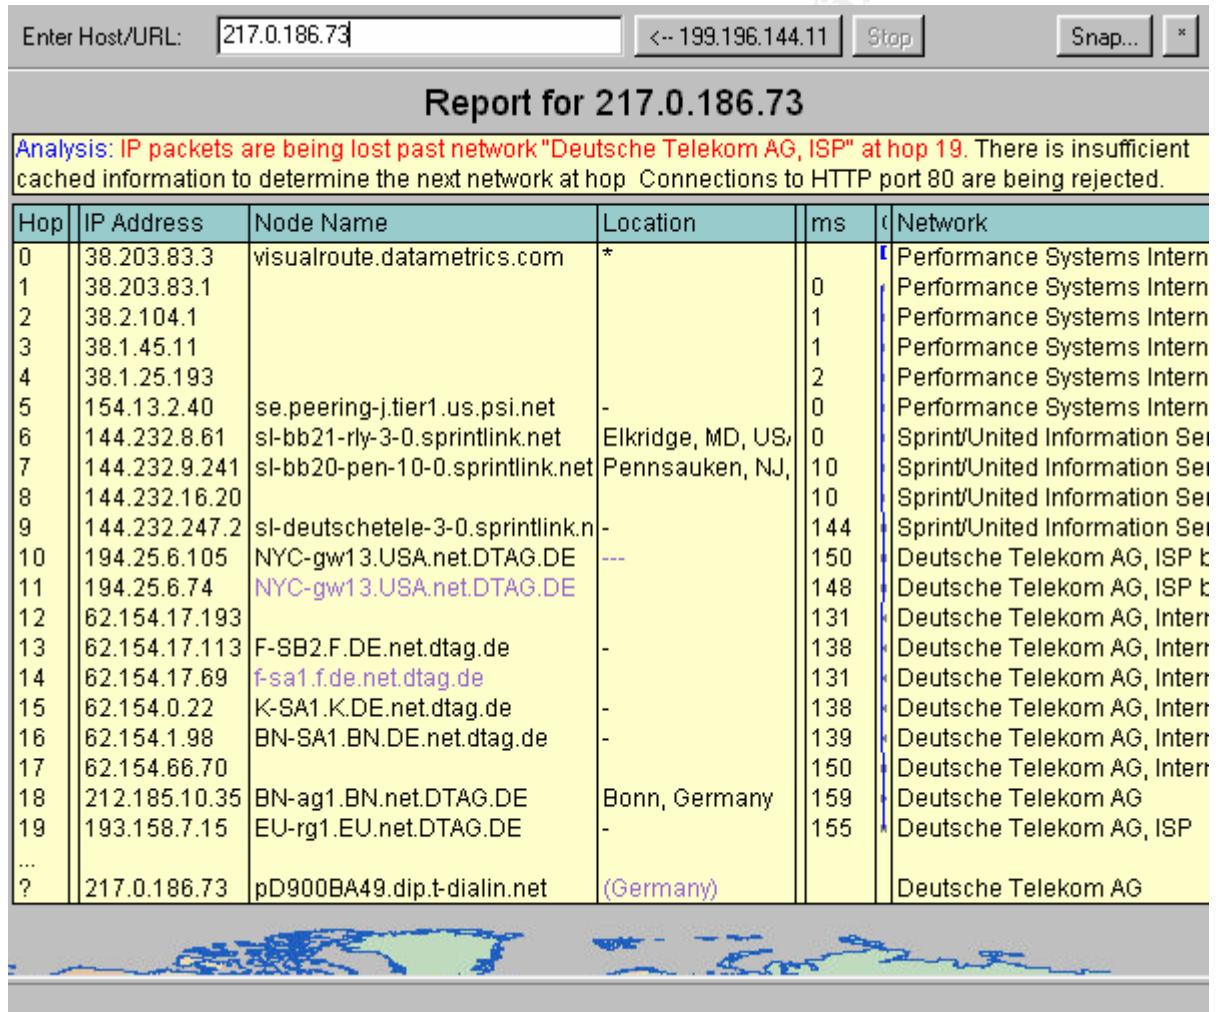 Enter Host/URL: 217.0.186.73 <-- 199.196.144.11 Stop Snap... *
Report for 217.0.186.73
Analysis: IP packets are being lost past network "Deutsche Telekom AG, ISP" at hop 19. There is insufficient
cached information to determine the next network at hop Connections to HTTP port 80 are being rejected.
Hop IP Address Node Name Location ms Network
0 38.203.83.3 visualroute.datametrics.com * Performance Systems Intern
1 38.203.83.1 0 Performance Systems Intern
2 38.2.104.1 1 Performance Systems Intern
3 38.1.45.11 1 Performance Systems Intern
4 38.1.25.193 2 Performance Systems Intern
5 154.13.2.40 se.peering-j.tier1.us.psi.net - 0 Performance Systems Intern
6 144.232.8.61 sl-bb21-rly-3-0.sprintlink.net Elkridge, MD, US/ 0 Sprint/United Information Ser
7 144.232.9.241 sl-bb20-pen-10-0.sprintlink.net Pennsauken, NJ, 10 Sprint/United Information Ser
8 144.232.16.20 10 Sprint/United Information Ser
9 144.232.247.2 sl-deutschetele-3-0.sprintlink.n - 144 Sprint/United Information Ser
10 194.25.6.105 NYC-gw13.USA.net.DTAG.DE --- 150 Deutsche Telekom AG, ISP b
11 194.25.6.74 NYC-gw13.USA.net.DTAG.DE 148 Deutsche Telekom AG, ISP b
12 62.154.17.193 131 Deutsche Telekom AG, Interr
13 62.154.17.113 F-SB2.F.DE.net.dtag.de - 138 Deutsche Telekom AG, Interr
14 62.154.17.69 f-sa1.f.de.net.dtag.de 131 Deutsche Telekom AG, Interr
15 62.154.0.22 K-SA1.K.DE.net.dtag.de - 138 Deutsche Telekom AG, Interr
16 62.154.1.98 BN-SA1.BN.DE.net.dtag.de - 139 Deutsche Telekom AG, Interr
17 62.154.66.70 150 Deutsche Telekom AG, Interr
18 212.185.10.35 BN-ag1.BN.net.DTAG.DE Bonn, Germany 159 Deutsche Telekom AG
19 193.158.7.15 EU-rg1.EU.net.DTAG.DE - 155 Deutsche Telekom AG, ISP
...
? 217.0.186.73 pD900BA49.dip.t-dialin.net (Germany) Deutsche Telekom AG